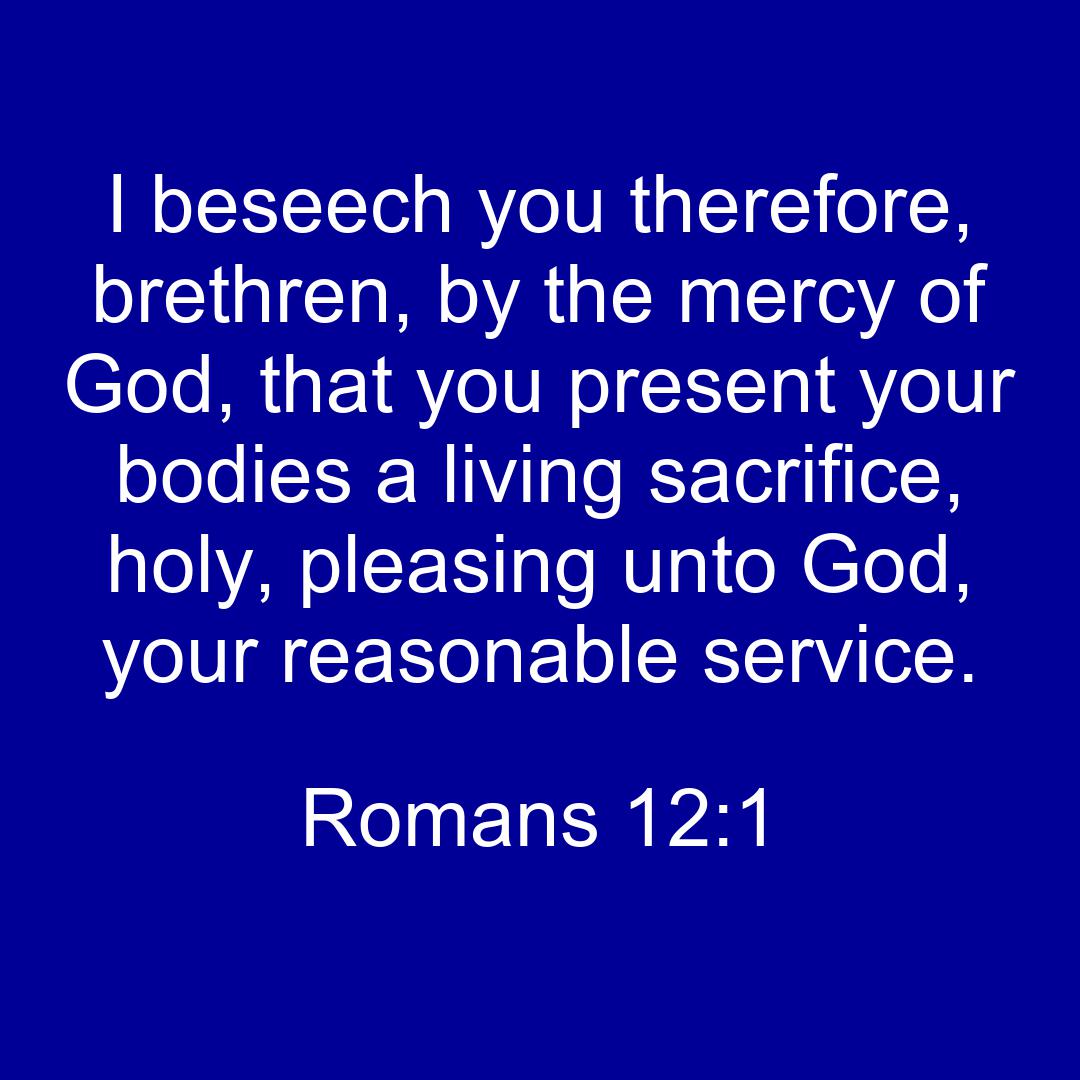 I beseech you therefore,
brethren, by the mercy of
God, that you present your
bodies a living sacrifice,
holy, pleasing unto God,
your reasonable service.
Romans 12:1